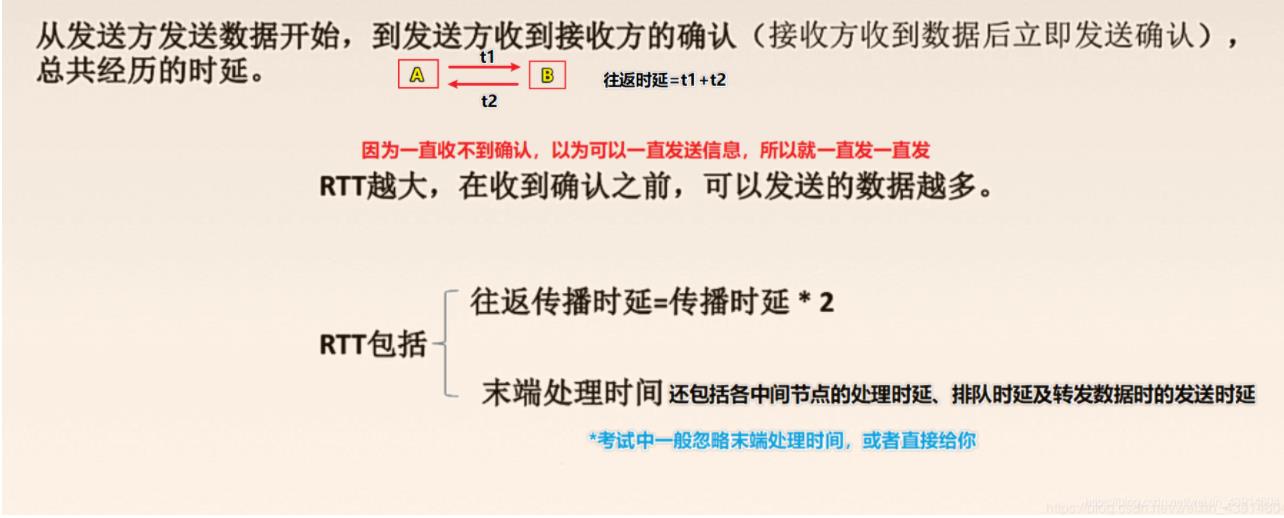 从发送方发送数据开始，到发送方收到接收方的确认（接收方收到数据后立即发送确认），
总共经历的时延。
t1
A
B
往返时延=t1+t2
t2
因为一直收不到确认，以为可以一直发送信息，所以就一直发一直发
RTT越大，在收到确认之前，可以发送的数据越多。
往返传播时延=传播时延 * 2
RTT包括
末端处理时间 还包括各中间节点的处理时延、排队时延及转发数据时的发送时延
*考试中一般忽略末端处理时间，或者直接给你